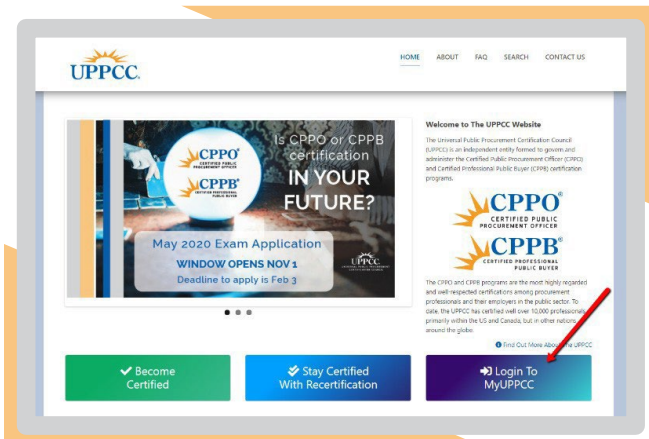 UPPCC.
HOME ABOUT FAQ SEARCH CONTACT US
Is CPPO or CPPB
certification
IN YOUR
FUTURE?
CPPO®
CERTIFIED PUBLIC
PROCUREMENT OFFICER
CPPB®
CERTIFIED PROFESSIONAL
PUBLIC BUYER
May 2020 Exam Application
WINDOW OPENS NOV 1
Deadline to apply is Feb 3
UPPCC
Welcome to The UPPCC Website
The Universal Public Procurement Certification Council
(UPPCC) is an independent entity formed to govern and
administer the Certified Public Procurement Officer (CPPO)
and Certified Professional Public Buyer (CPPB) certification
programs.
CPPO®
CERTIFIED PUBLIC
PROCUREMENT OFFICER
CPPB®
CERTIFIED PROFESSIONAL
PUBLIC BUYER
The CPPO and CPPB programs are the most highly regarded
and well-respected certifications among procurement
professionals and their employers in the public sector. To
date, the UPPCC has certified well over 10,000 professionals
primarily within the US and Canada, but in other nations
around the globe.
Find Out More About The UPPCC
Become
Certified
Stay Certified
With Recertification
Login To
MyUPPCC